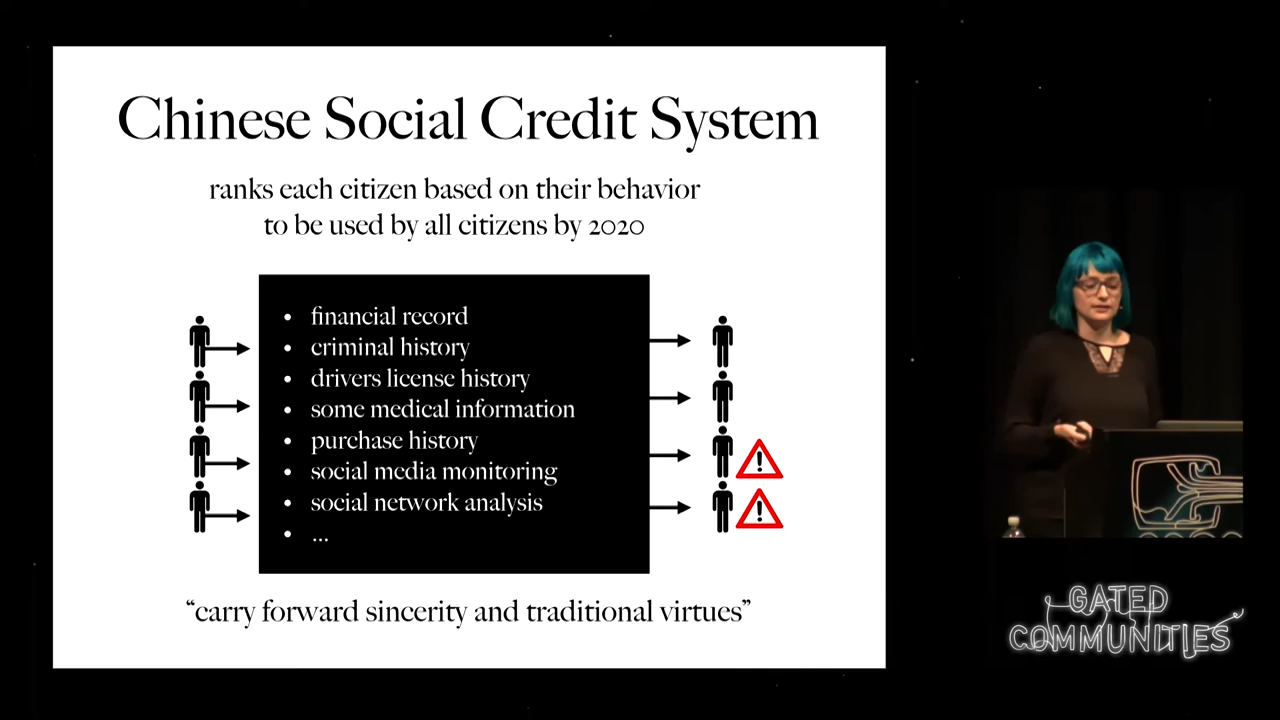 Chinese Social Credit System
ranks each citizen based on their behavior
to be used by all citizens by 2020
• financial record
• criminal history
• drivers license history
• some medical information
• purchase history
• social media monitoring
• social network analysis
• ...
“carry forward sincerity and traditional virtues”
GATED
COMMUNITIES